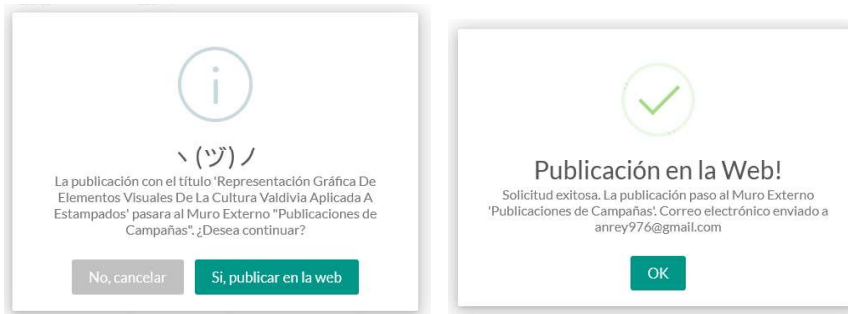 ヽ(ヅ)ノ
La publicación con el título 'Representación Gráfica De
Elementos Visuales De La Cultura Valdivia Aplicada A
Estampados' pasara al Muro Externo "Publicaciones de
Campañas". ¿Desea continuar?
No, cancelar
Si, publicar en la web
Publicación en la Web!
Solicitud exitosa. La publicación paso al Muro Externo
'Publicaciones de Campañas'. Correo electrónico enviado a
anrey976@gmail.com
OK